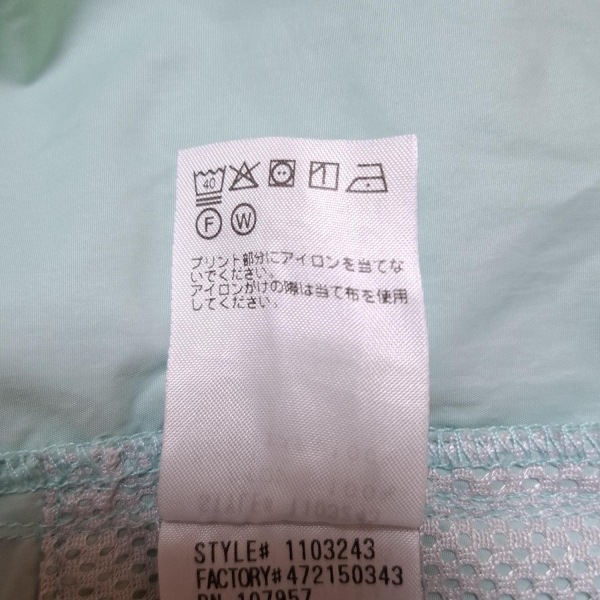 40
F W
プリント部分にアイロンを当てな
いでください。
アイロンがけの際は当て布を使用
してください。
STYLE# 1103243
FACTORY#472150343
RN 107957